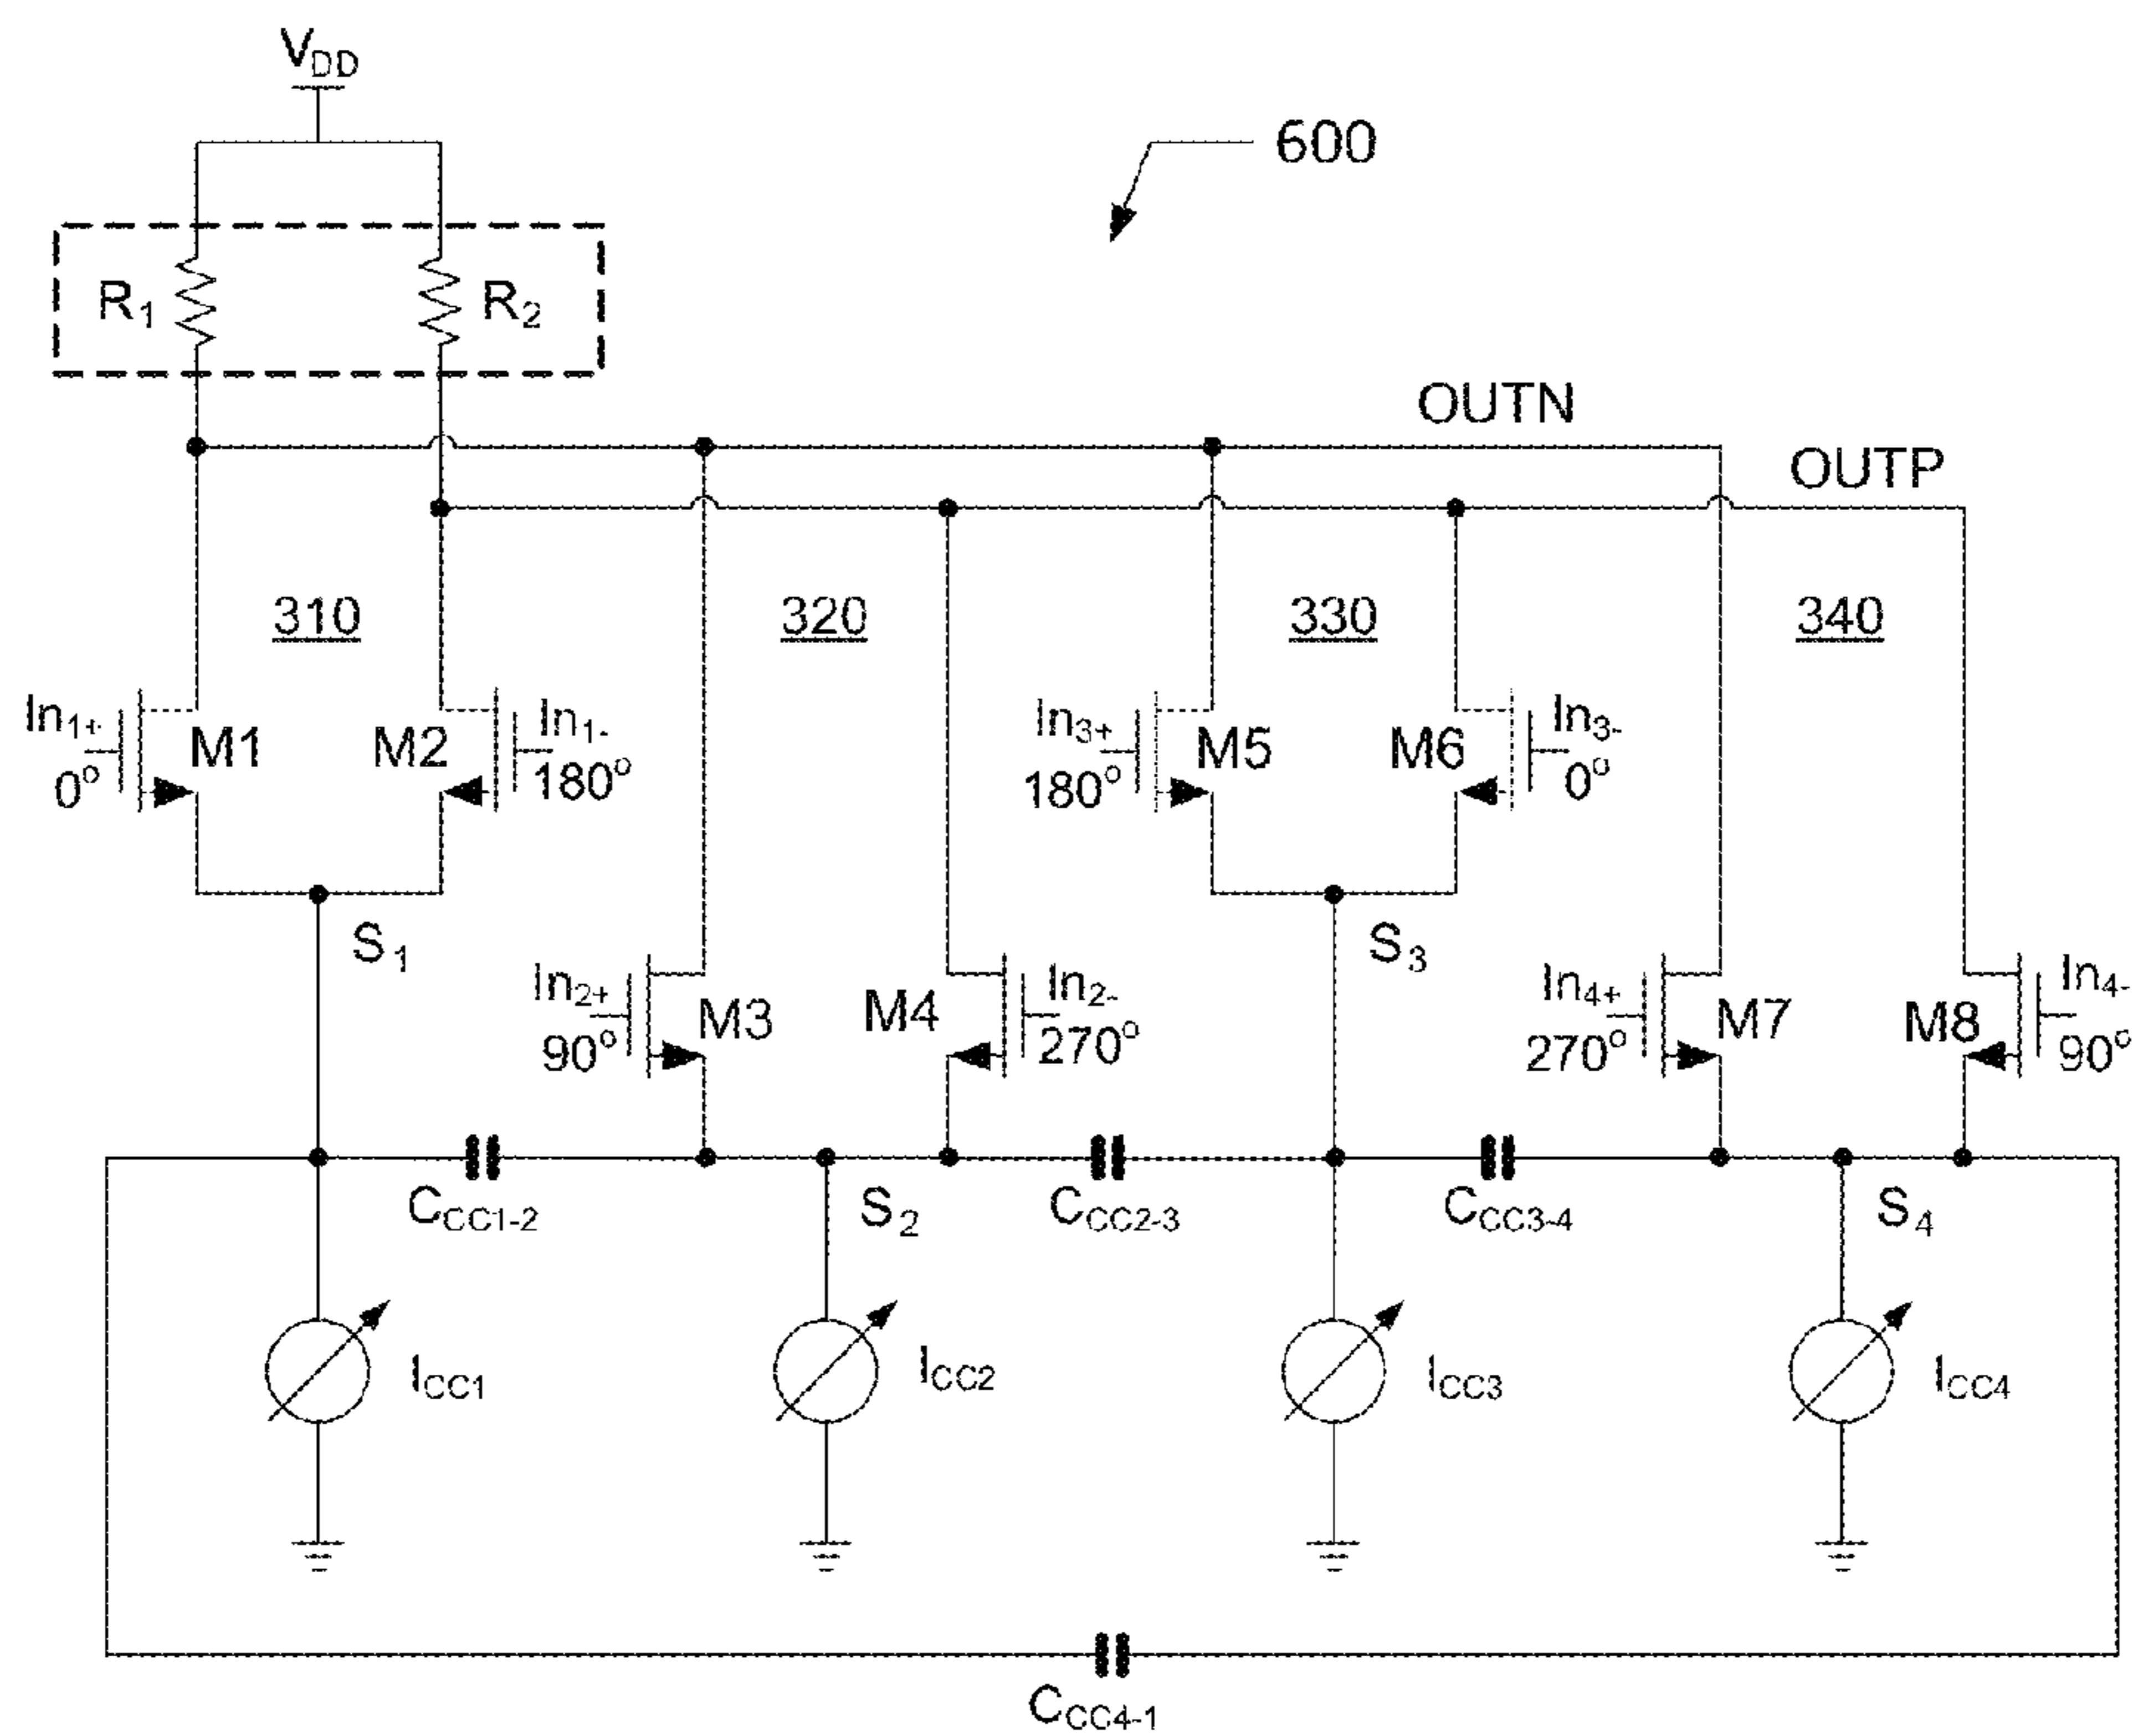 V_DD
600
R_1
R_2
OUTN
OUTP
310
320
330
340
In_1+
0°
M1
M2
In_1-
180°
In_3+
180°
M5
M6
In_3-
0°
S_1
S_3
In_2+
90°
M3
M4
In_2-
270°
In_4+
270°
M7
M8
In_4-
90°
C_CC1-2
S_2
C_CC2-3
C_CC3-4
S_4
I_CC1
I_CC2
I_CC3
I_CC4
C_CC4-1